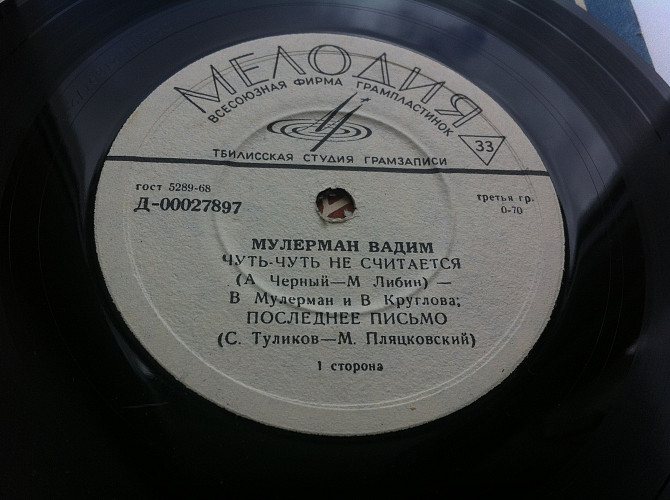 МЕЛОДИЯ
ВСЕСОЮЗНАЯ ФИРМА ГРАМПЛАСТИНОК
33
ТБИЛИССКАЯ СТУДИЯ ГРАМЗАПИСИ
гост 5289-68
Д-00027897
третья гр.
0-70
МУЛЕРМАН ВАДИМ
ЧУТЬ-ЧУТЬ НЕ СЧИТАЕТСЯ
(А Черный—М Либин) —
В Мулерман и В Круглова;
ПОСЛЕДНЕЕ ПИСЬМО
(С. Туликов—М. Пляцковский)
1 сторона